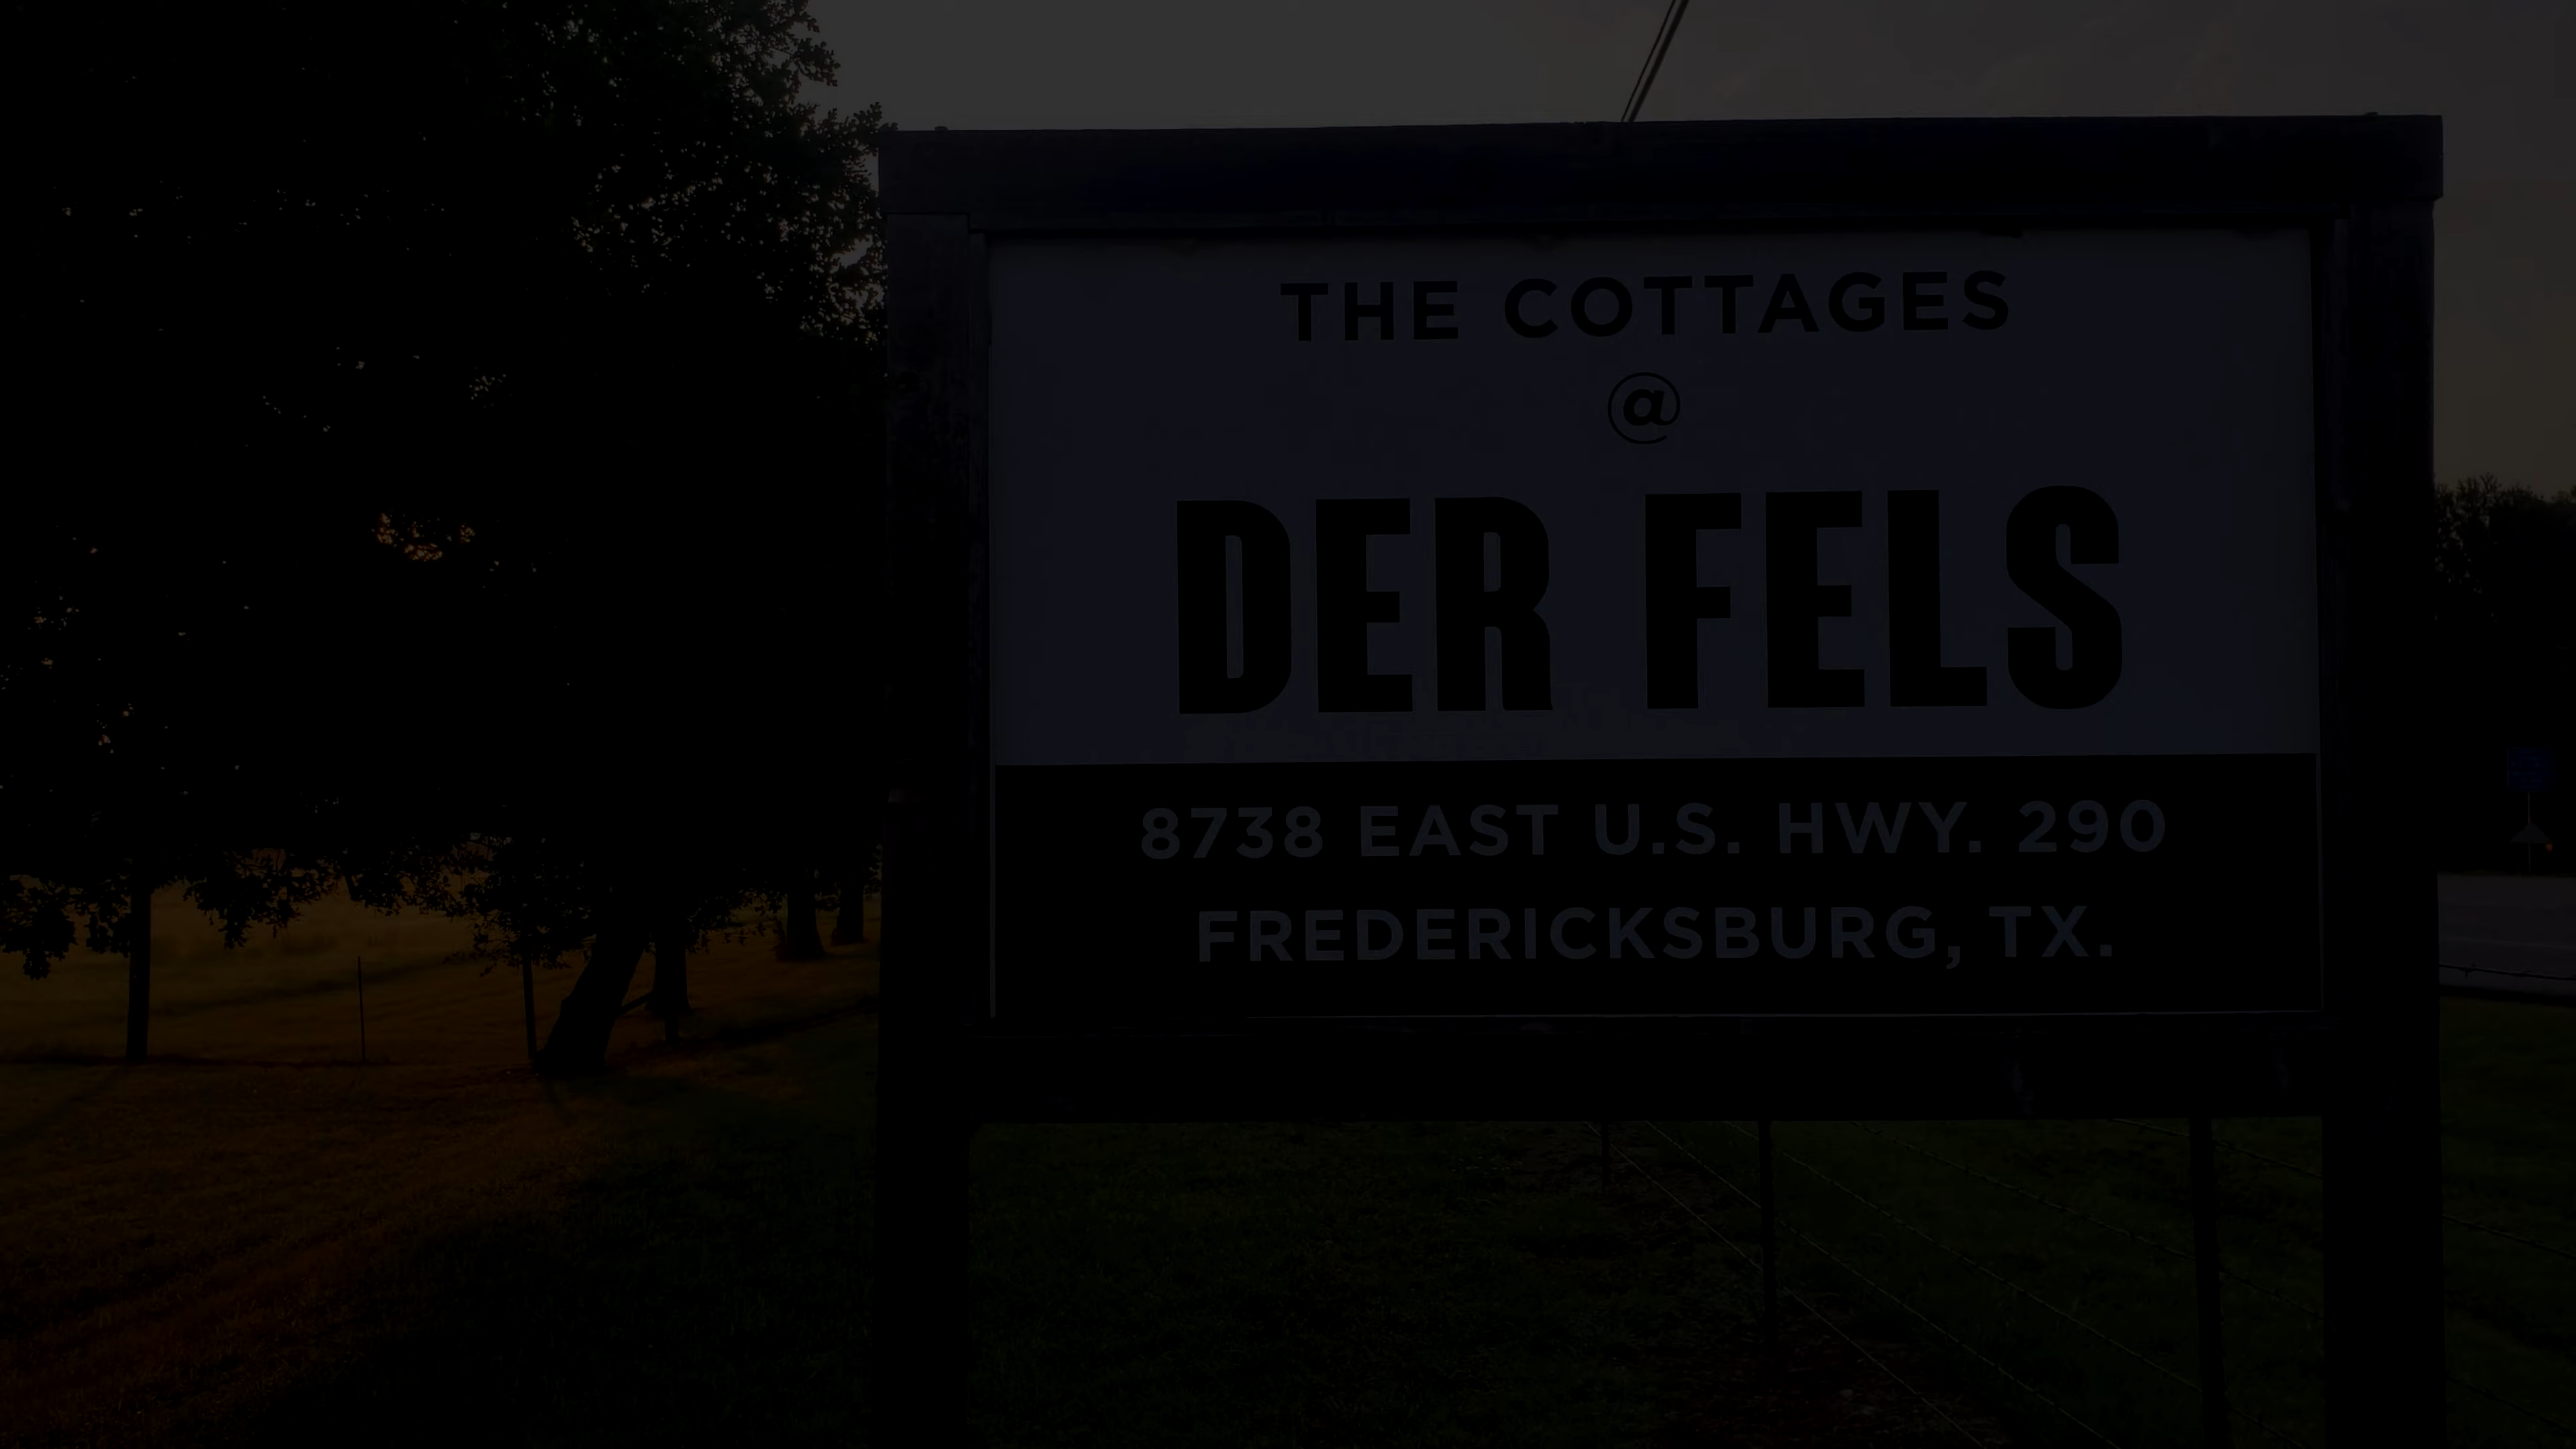 THE COTTAGES
@
DER FELS
8738 EAST U.S. HWY. 290
FREDERICKSBURG, TX.